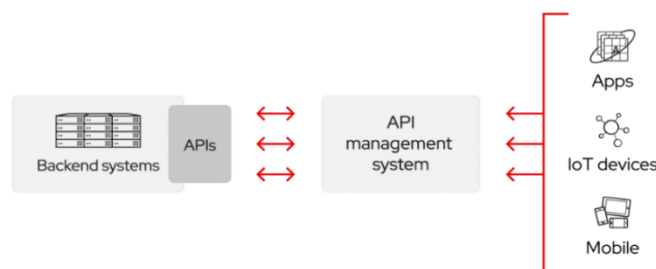 Backend systems
APIs
API
management
system
Apps
IoT devices
Mobile